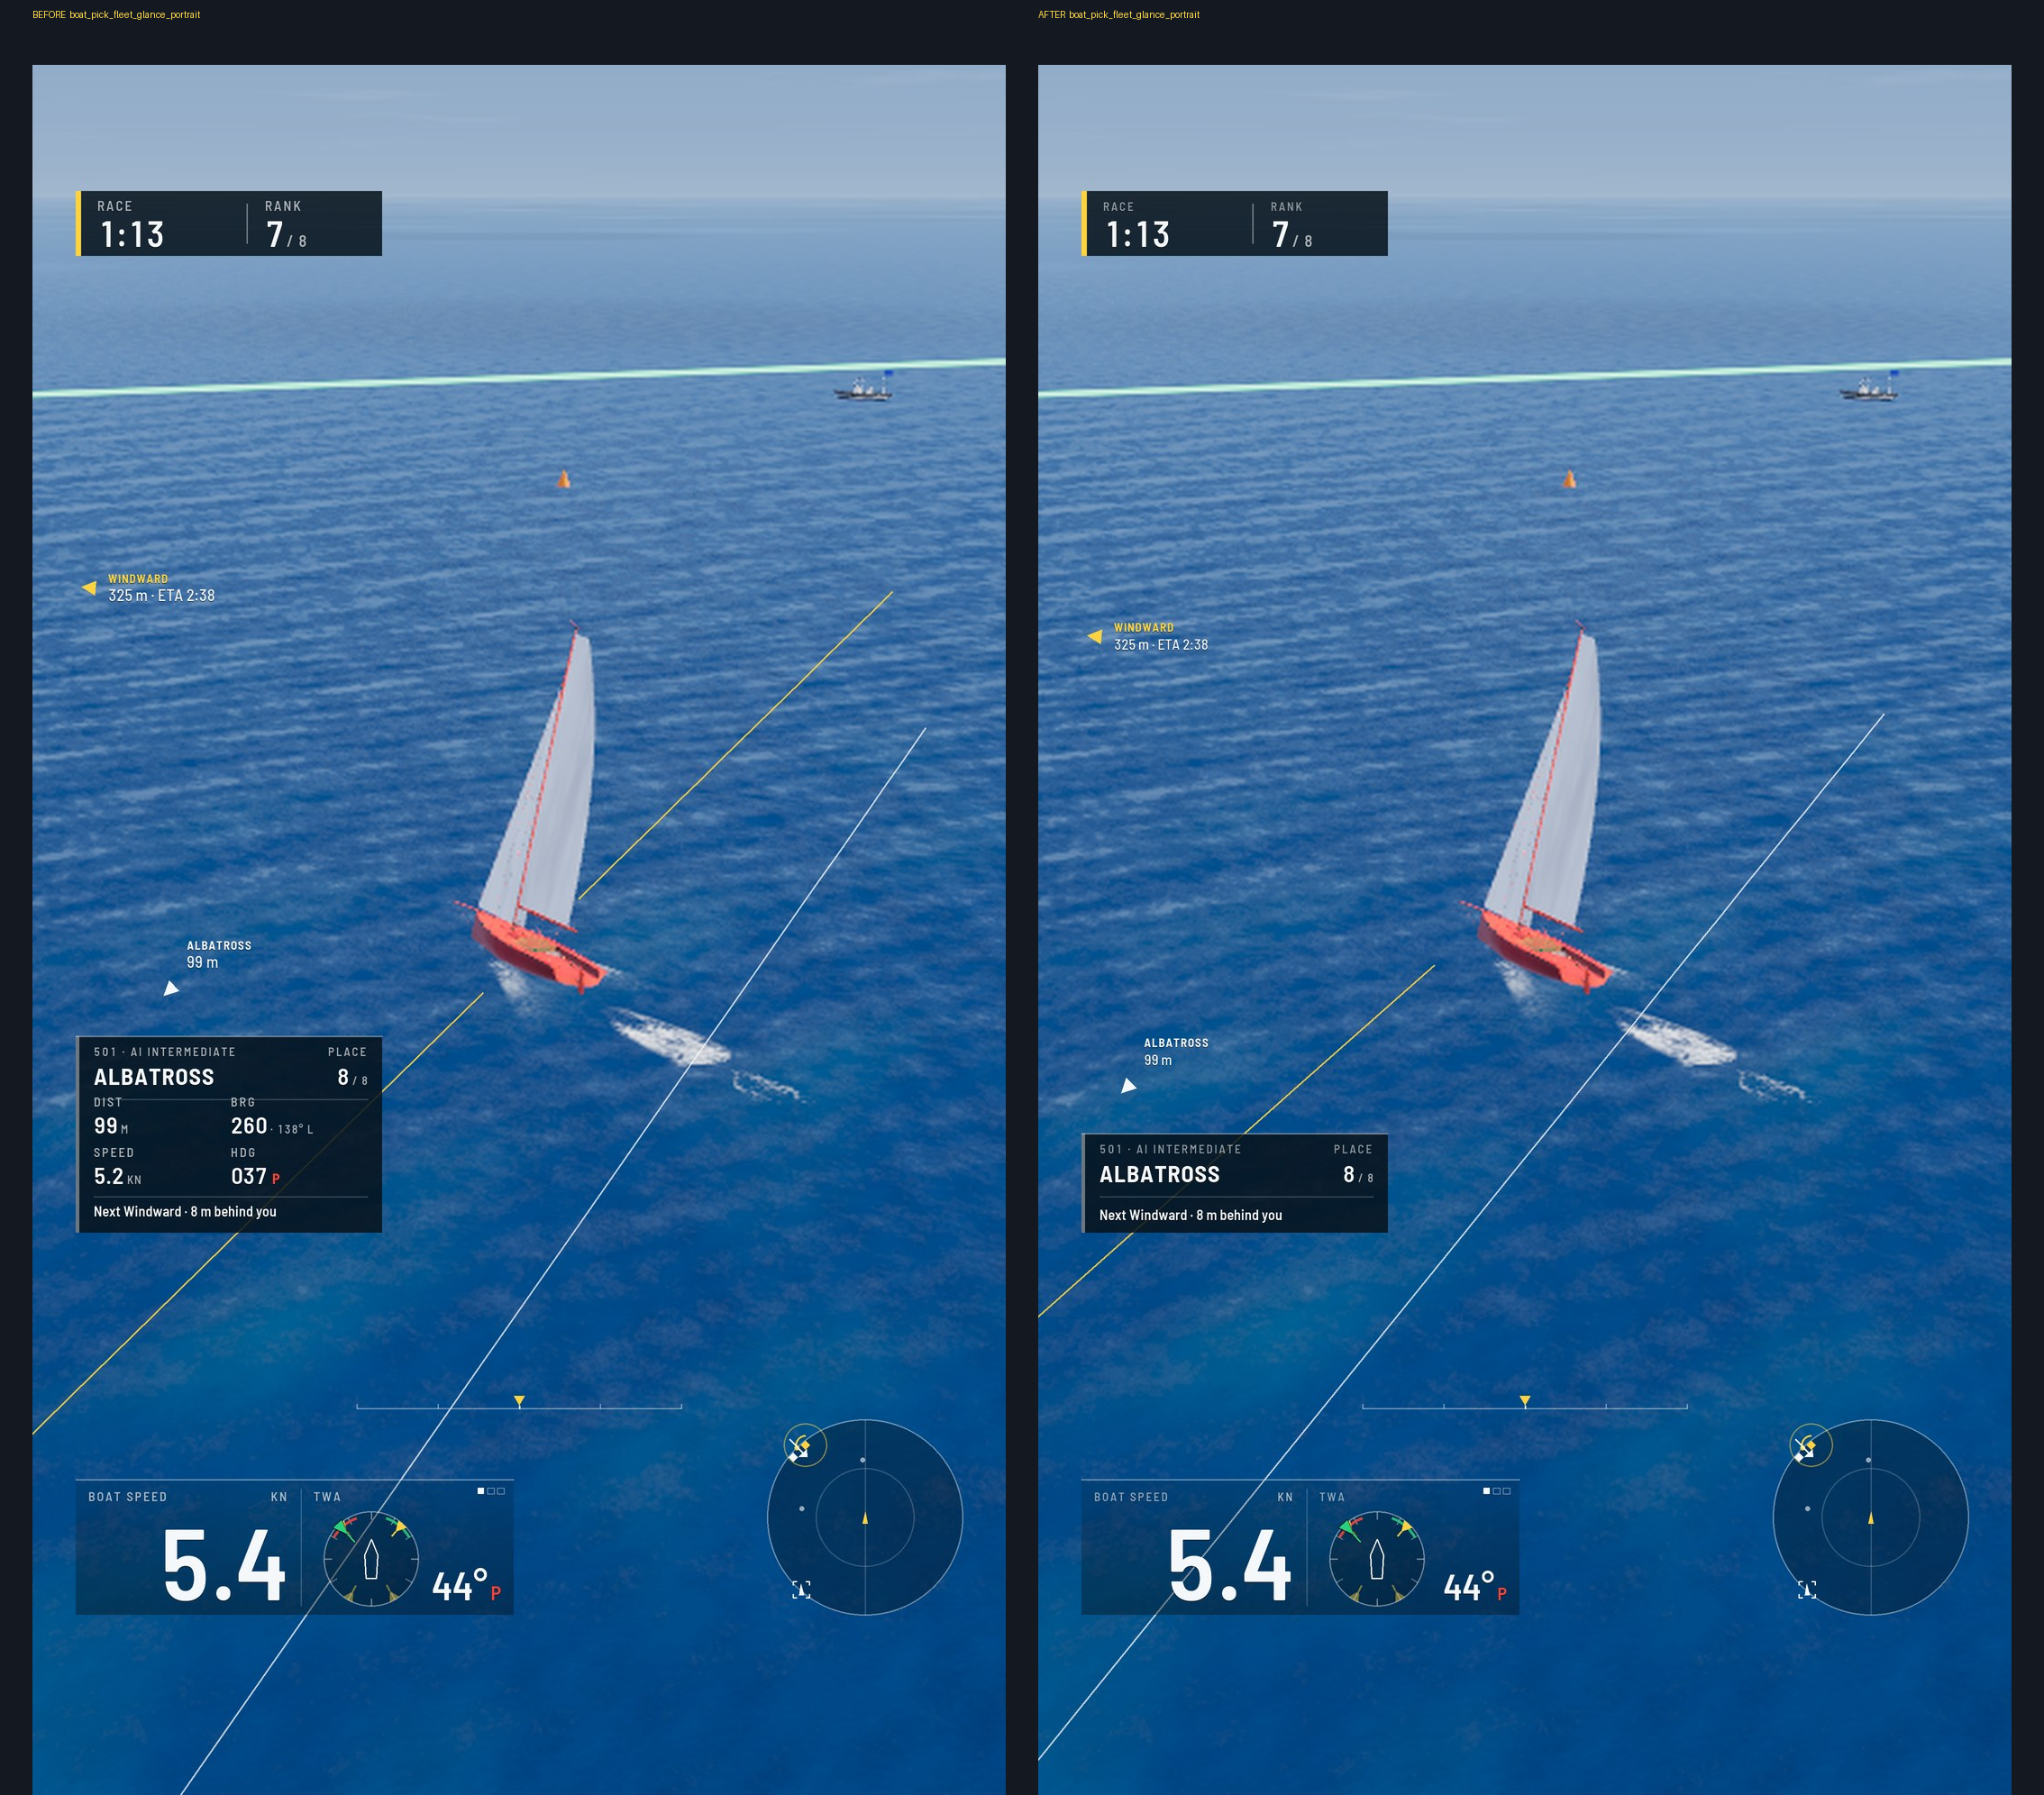 BEFORE boat_pick_fleet_glance_portrait
RACE
1:13
RANK
7 / 8
WINDWARD
325 m · ETA 2:38
ALBATROSS
99 m
501 · AI INTERMEDIATE
PLACE
ALBATROSS
8 / 8
DIST
BRG
99 M
260 · 138° L
SPEED
HDG
5.2 KN
037 P
Next Windward · 8 m behind you
BOAT SPEED
KN
TWA
5.4
44° P
AFTER boat_pick_fleet_glance_portrait
RACE
1:13
RANK
7 / 8
WINDWARD
325 m · ETA 2:38
ALBATROSS
99 m
501 · AI INTERMEDIATE
PLACE
ALBATROSS
8 / 8
Next Windward · 8 m behind you
BOAT SPEED
KN
TWA
5.4
44° P